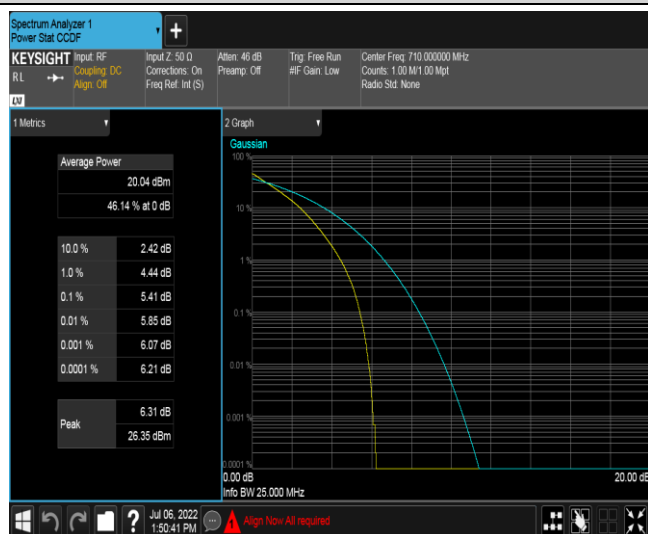 Spectrum Analyzer 1
Power Stat CCDF
+
KEYSIGHT
RL
LXI
Input: RF
Coupling: DC
Align: Off
Input Z: 50 Ω
Corrections: On
Freq Ref: Int (S)
Atten: 46 dB
Preamp: Off
Trig: Free Run
#IF Gain: Low
Center Freq: 710.000000 MHz
Counts: 1.00 M/1.00 Mpt
Radio Std: None
1 Metrics
Average Power
20.04 dBm
46.14 % at 0 dB
10.0 % 2.42 dB
1.0 % 4.44 dB
0.1 % 5.41 dB
0.01 % 5.85 dB
0.001 % 6.07 dB
0.0001 % 6.21 dB
Peak
6.31 dB
26.35 dBm
2 Graph
Gaussian
100 %
10 %
1 %
0.1 %
0.01 %
0.001 %
0.0001 %
0.00 dB 20.00 dB
Info BW 25.000 MHz
?
Jul 06, 2022
1:50:41 PM
Align Now All required